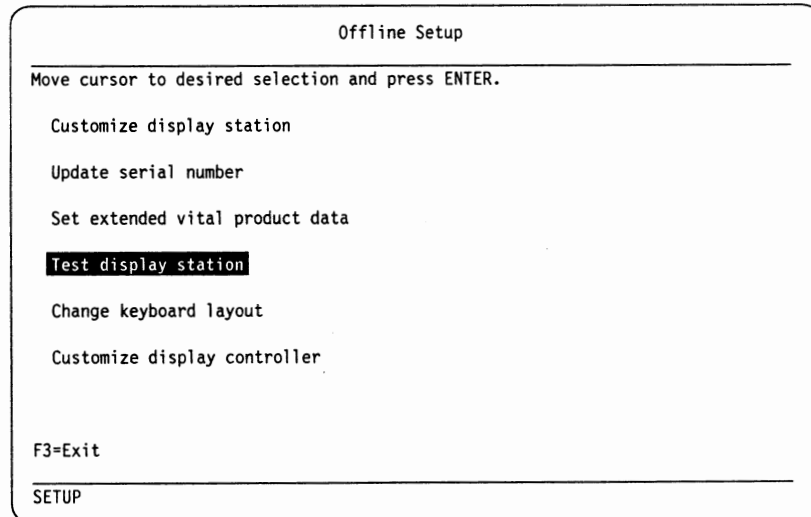 Offline Setup
Move cursor to desired selection and press ENTER.
Customize display station
Update serial number
Set extended vital product data
Test display station
Change keyboard layout
Customize display controller
F3=Exit
SETUP